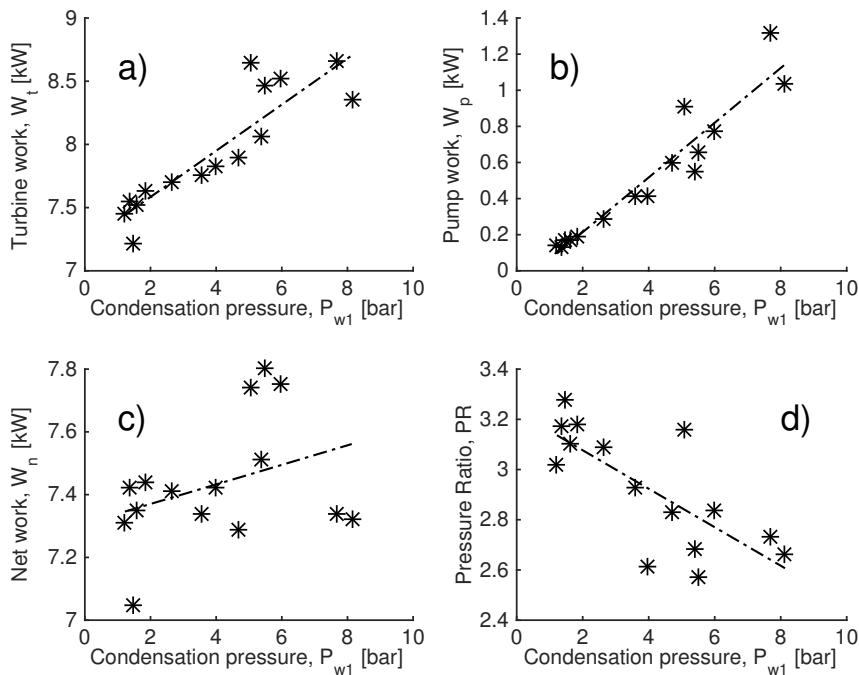 9
8.5
8
7.5
7
Turbine work, W_t [kW]
a)
0 2 4 6 8 10
Condensation pressure, P_w1 [bar]
1.4
1.2
1
0.8
0.6
0.4
0.2
0
Pump work, W_p [kW]
b)
0 2 4 6 8 10
Condensation pressure, P_w1 [bar]
7.8
7.6
7.4
7.2
7
Net work, W_n [kW]
c)
0 2 4 6 8 10
Condensation pressure, P_w1 [bar]
3.6
3.2
3
2.8
2.6
2.4
Pressure Ratio, PR
d)
0 2 4 6 8 10
Condensation pressure, P_w1 [bar]